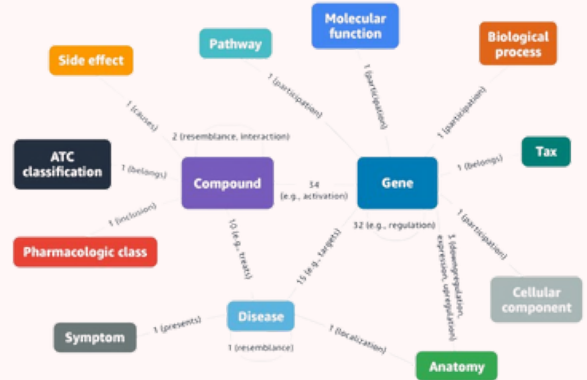 Molecular
function
Pathway
Biological
process
Side effect
1 (participation)
1 (participation)
1 (participation)
1 (causes)
2 (resemblance, interaction)
ATC
classification
1 (belongs)
Compound
34
(e.g., activation)
Gene
1 (belongs)
Tax
1 (inclusion)
32 (e.g., regulation)
1 (participation)
Pharmacologic class
10 (e.g., treats)
15 (e.g., targets)
3 (downregulation,
expression, upregulation)
Cellular
component
Disease
Symptom
1 (presents)
1 (localization)
1 (resemblance)
Anatomy